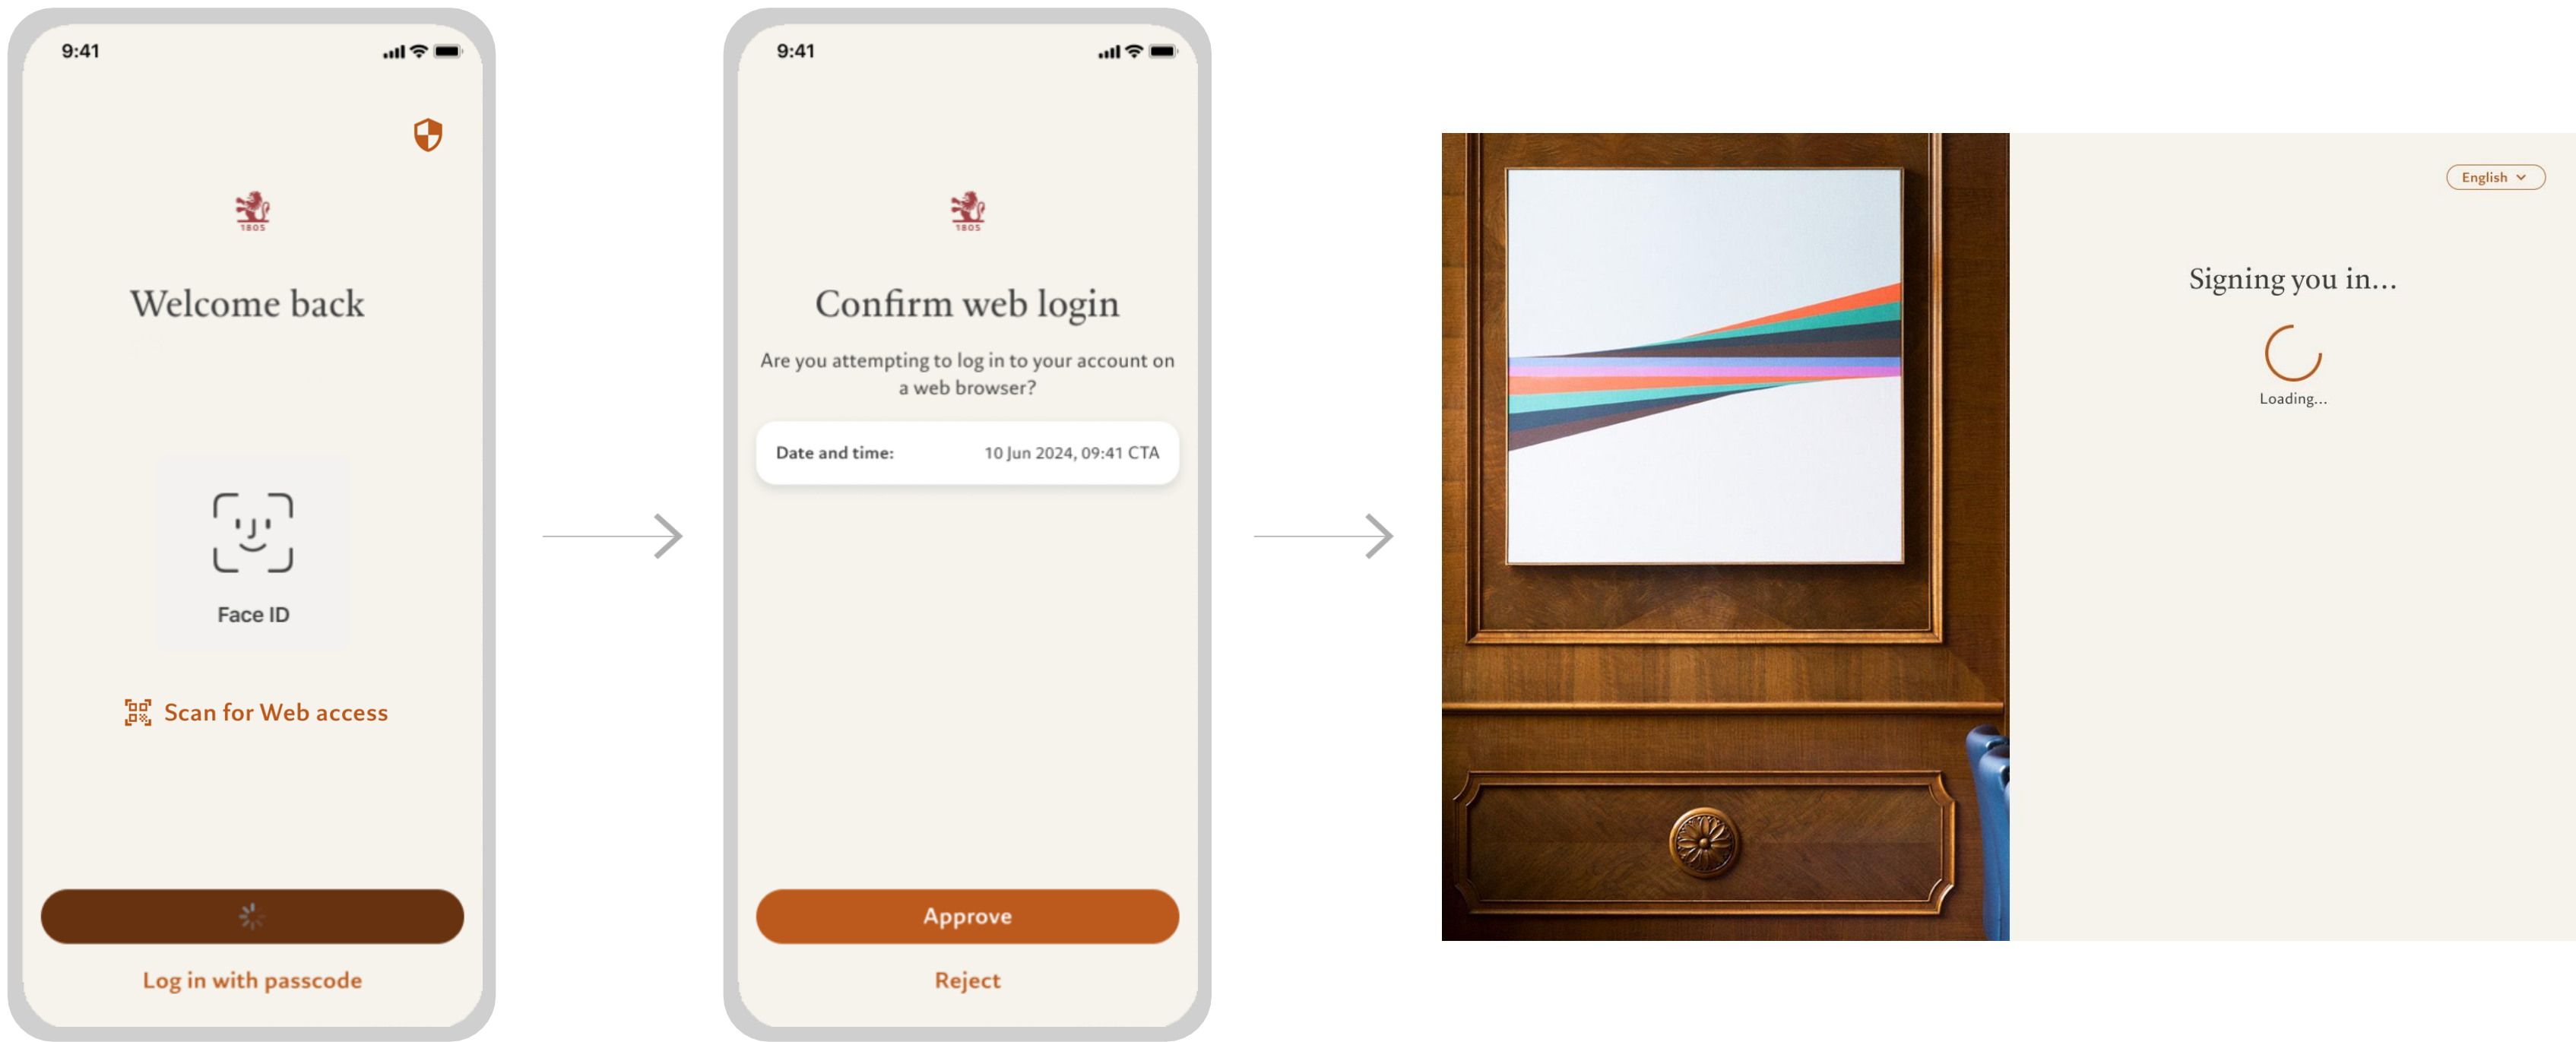 9:41
1805
Welcome back
Face ID
Scan for Web access
Log in with passcode
9:41
1805
Confirm web login
Are you attempting to log in to your account on
a web browser?
Date and time: 10 Jun 2024, 09:41 CTA
Approve
Reject
English
Signing you in...
Loading...